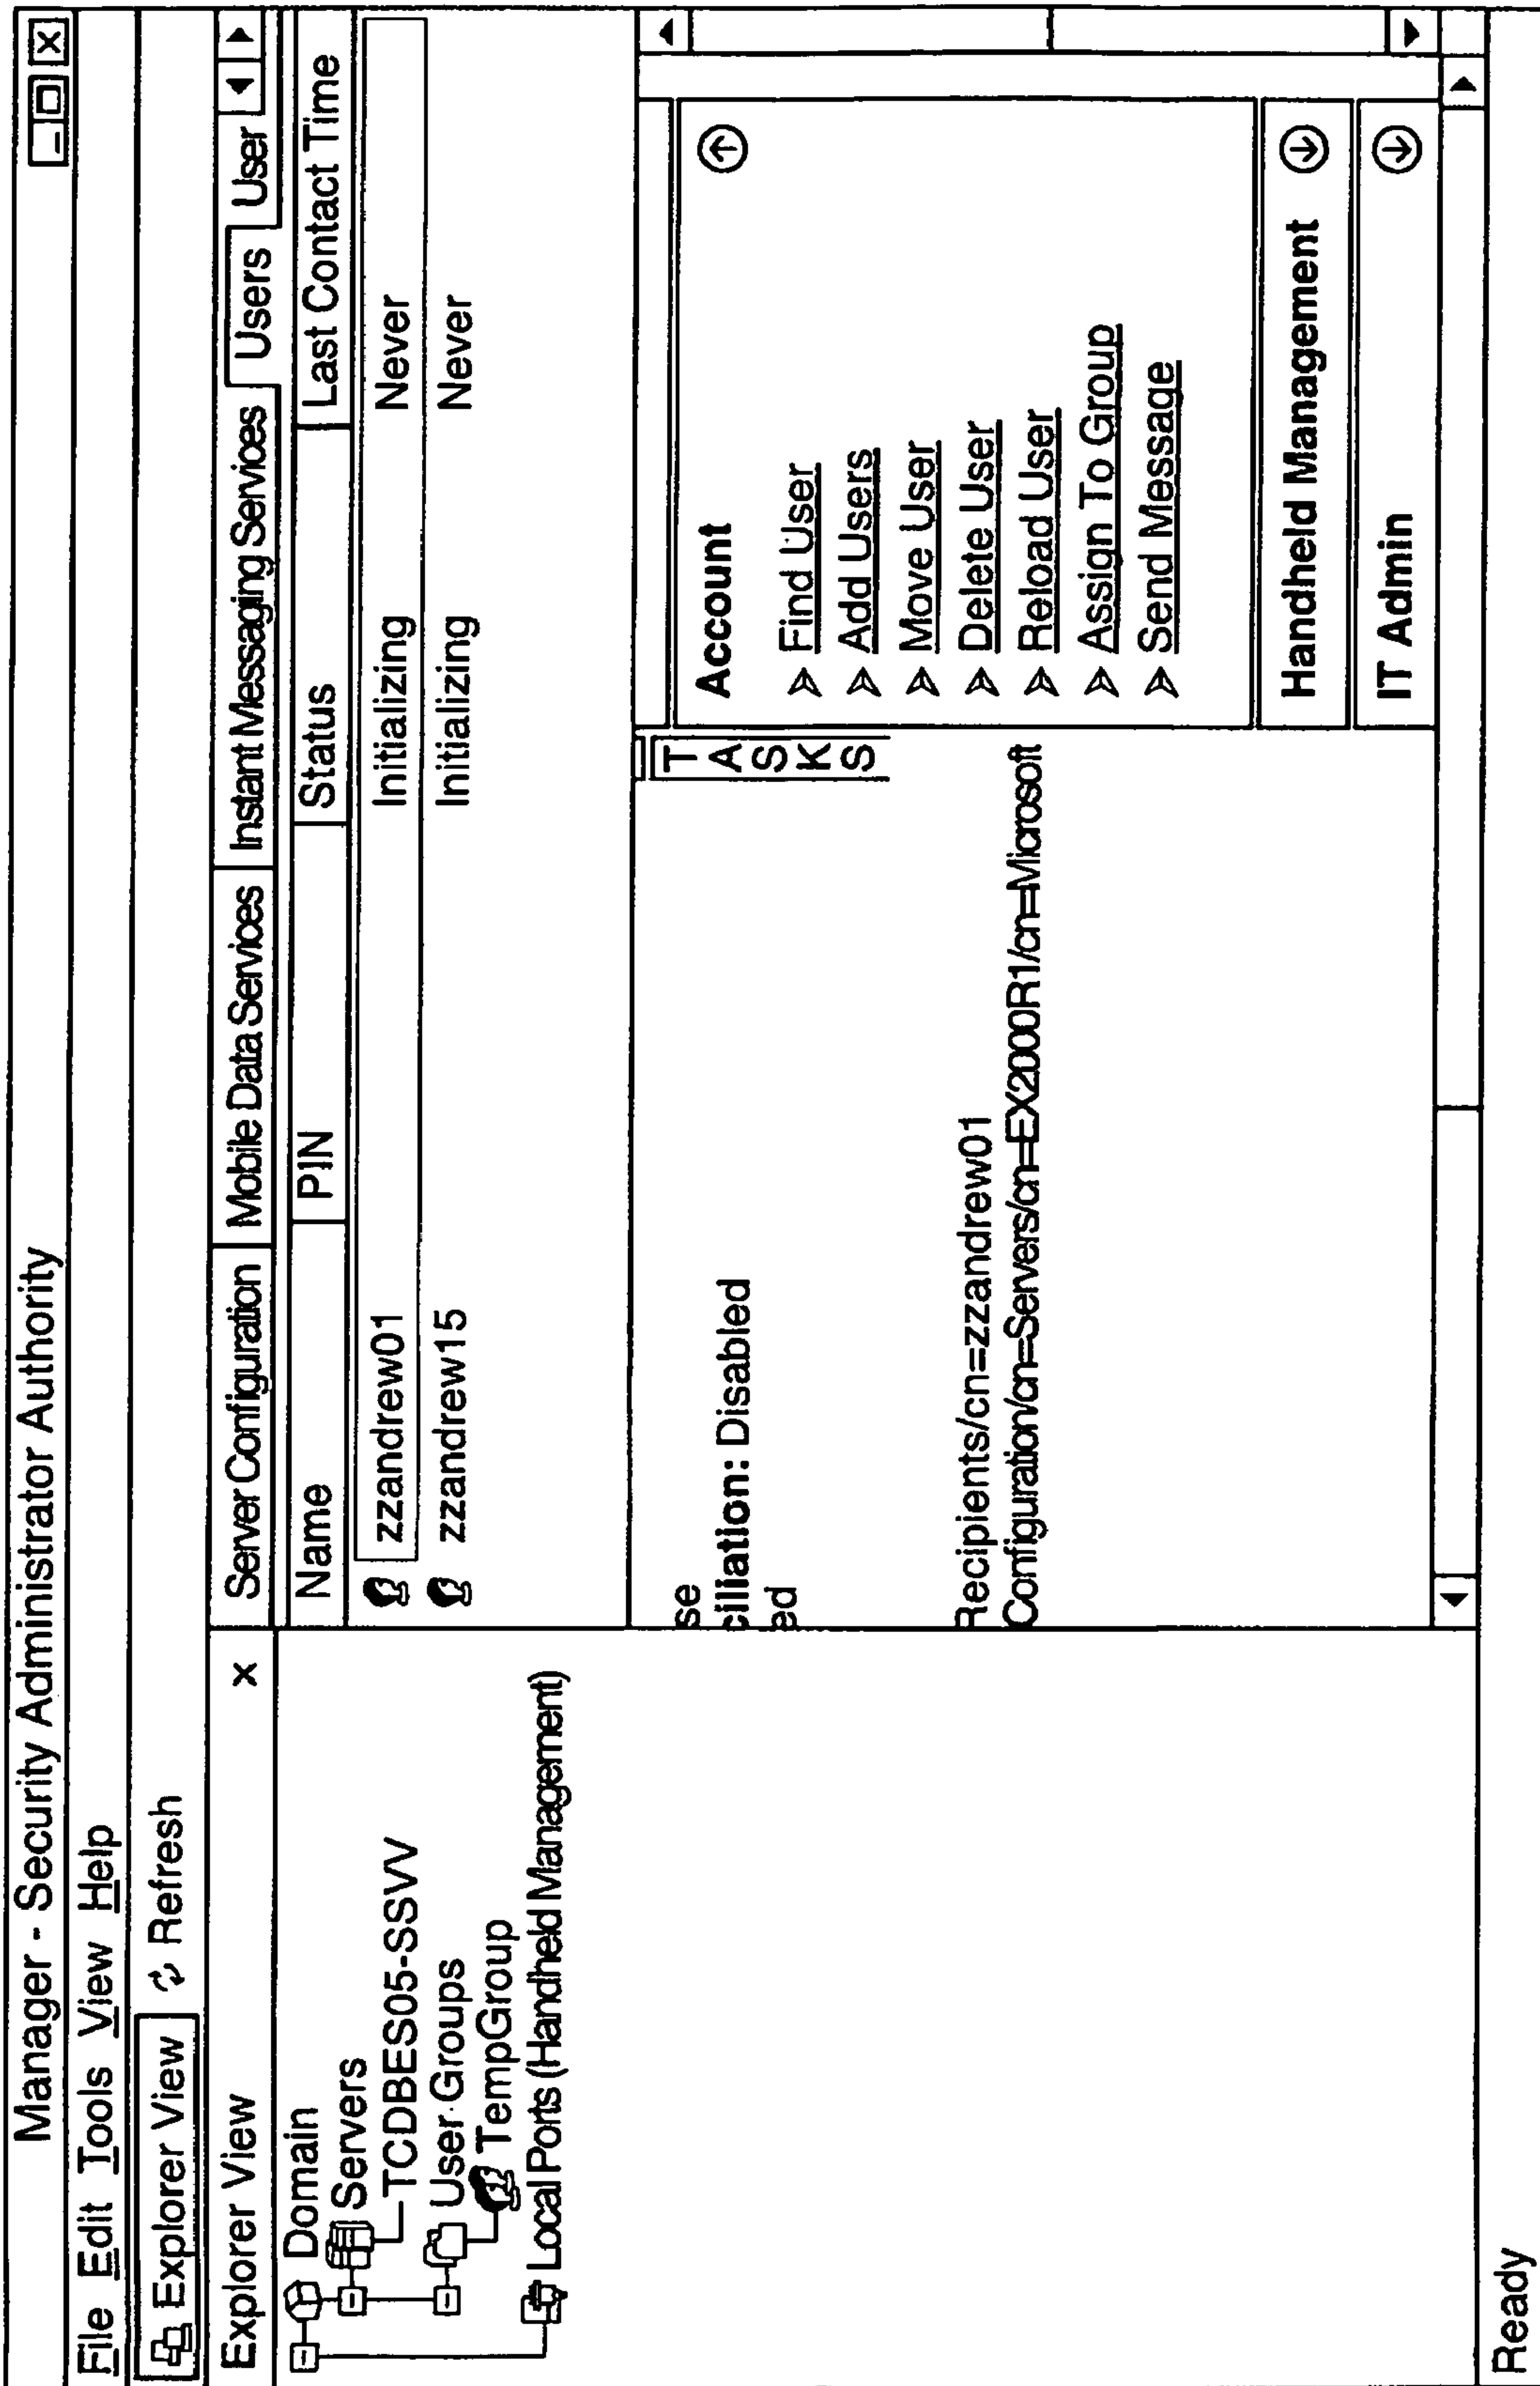 Manager - Security Administrator Authority
File Edit Tools View Help
Explorer View Refresh
Explorer View x
Domain
Servers
TCDBES05-SSVV
User Groups
TempGroup
Local Ports (Handheld Management)
Server Configuration Mobile Data Services Instant Messaging Services Users User
Name PIN Status Last Contact Time
zzandrew01 Initializing Never
zzandrew15 Initializing Never
se
ciliation: Disabled
ed
Recipients/cn=zzandrew01
Configuration/cn=Servers/cn=EX2000R1/cn=Microsoft
TASKS
Account
Find User
Add Users
Move User
Delete User
Reload User
Assign To Group
Send Message
Handheld Management
IT Admin
Ready